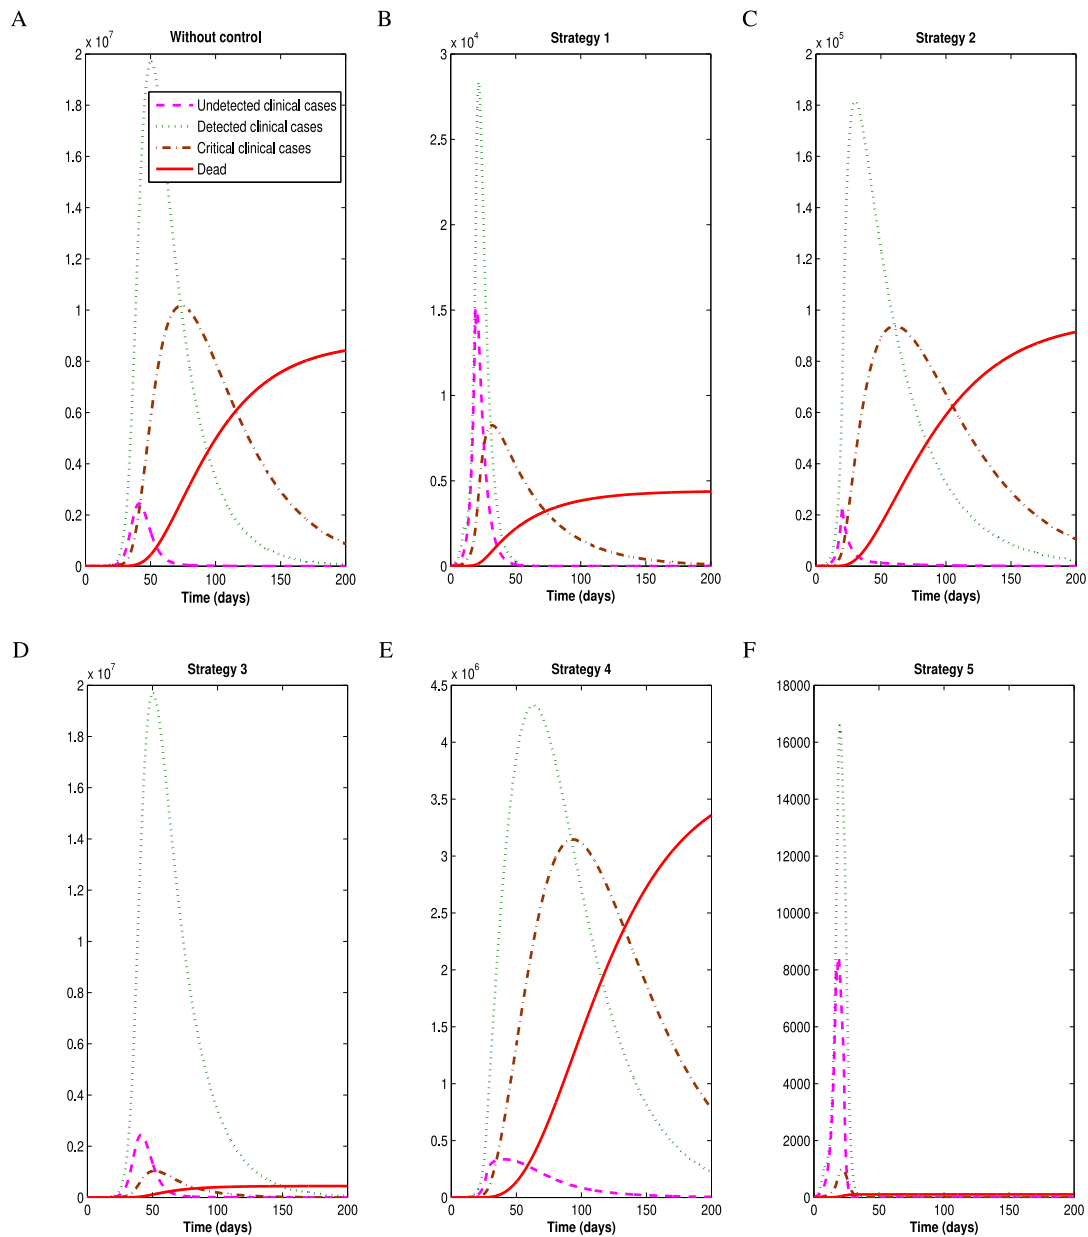 A
x 10^7
Without control
2
1.8
1.6
1.4
1.2
1
0.8
0.6
0.4
0.2
0
0 50 100 150 200
Time (days)
Undetected clinical cases
Detected clinical cases
Critical clinical cases
Dead
B
x 10^4
Strategy 1
3
2.5
2
1.5
1
0.5
0
0 50 100 150 200
Time (days)
C
x 10^5
Strategy 2
2
1.8
1.6
1.4
1.2
1
0.8
0.6
0.4
0.2
0
0 50 100 150 200
Time (days)
D
x 10^7
Strategy 3
2
1.8
1.6
1.4
1.2
1
0.8
0.6
0.4
0.2
0
0 50 100 150 200
Time (days)
E
x 10^6
Strategy 4
4.5
4
3.5
3
2.5
2
1.5
1
0.5
0
0 50 100 150 200
Time (days)
F
Strategy 5
18000
16000
14000
12000
10000
8000
6000
4000
2000
0
0 50 100 150 200
Time (days)